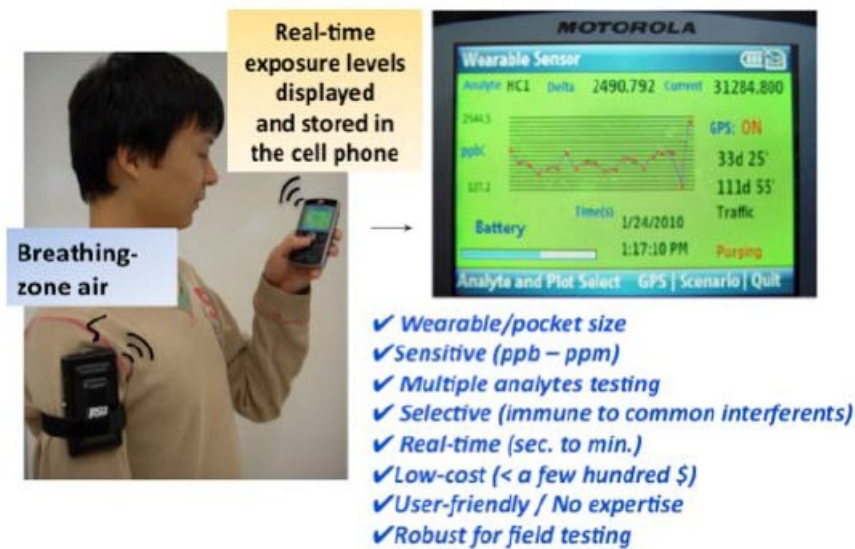 Real-time
exposure levels
displayed
and stored in
the cell phone
Breathing-
zone air
ASU
MOTOROLA
Wearable Sensor
Analyte HC1 Delta 2490.792 Current 31284.800
2544.5
ppbC
127.2
GPS: ON
33d 25'
111d 55'
Traffic
Time(s)
1/24/2010
Battery
1:17:10 PM
Purging
Analyte and Plot Select GPS | Scenario | Quit
✔ Wearable/pocket size
✔Sensitive (ppb – ppm)
✔ Multiple analytes testing
✔ Selective (immune to common interferents)
✔ Real-time (sec. to min.)
✔Low-cost (< a few hundred $)
✔User-friendly / No expertise
✔Robust for field testing